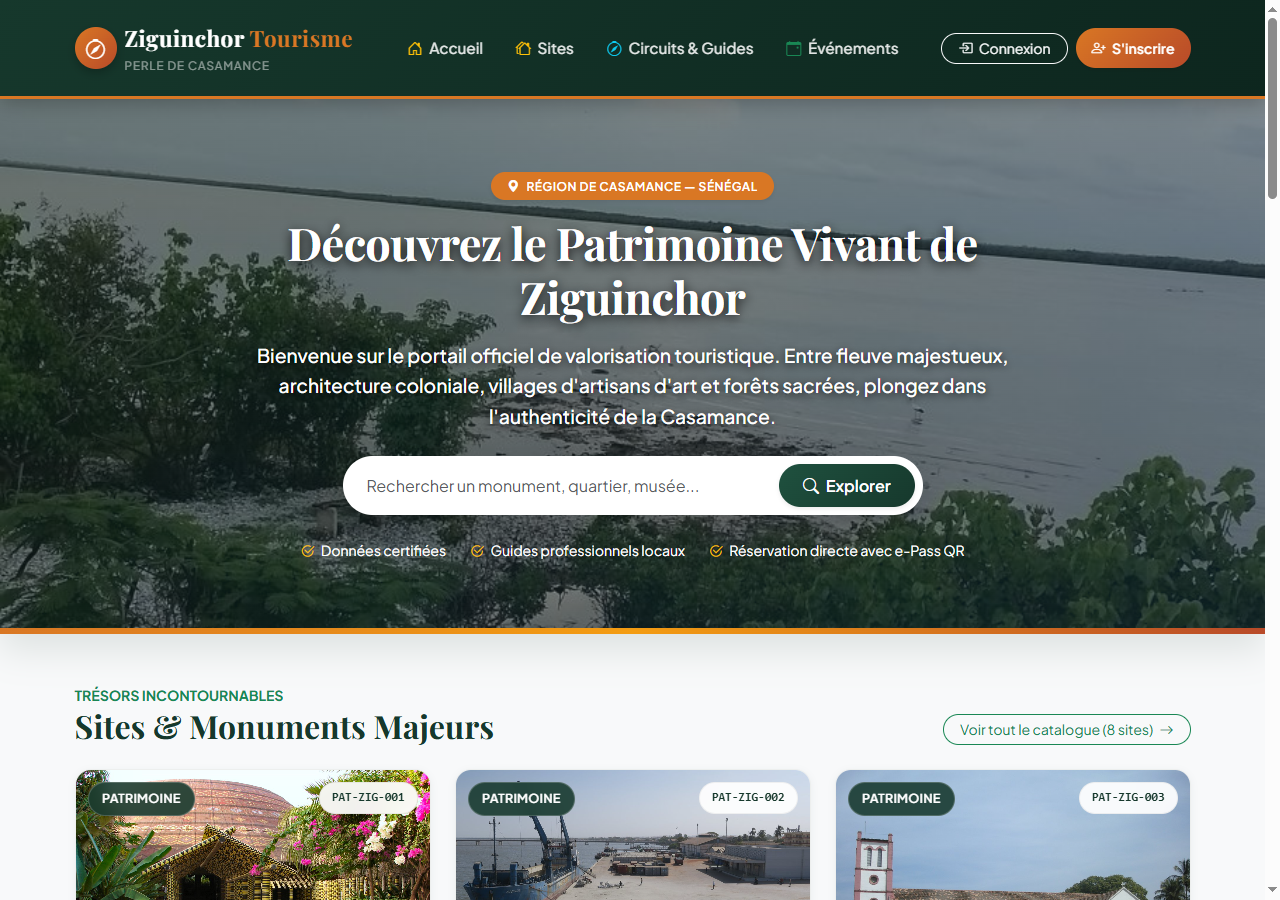 Ziguinchor Tourisme
PERLE DE CASAMANCE
Accueil
Sites
Circuits & Guides
Événements
Connexion
S'inscrire
RÉGION DE CASAMANCE — SÉNÉGAL
Découvrez le Patrimoine Vivant de
Ziguinchor
Bienvenue sur le portail officiel de valorisation touristique. Entre fleuve majestueux,
architecture coloniale, villages d'artisans d'art et forêts sacrées, plongez dans
l'authenticité de la Casamance.
Rechercher un monument, quartier, musée...
Explorer
Données certifiées
Guides professionnels locaux
Réservation directe avec e-Pass QR
TRÉSORS INCONTOURNABLES
Sites & Monuments Majeurs
Voir tout le catalogue (8 sites)
PATRIMOINE
PAT-ZIG-001
PATRIMOINE
PAT-ZIG-002
PATRIMOINE
PAT-ZIG-003